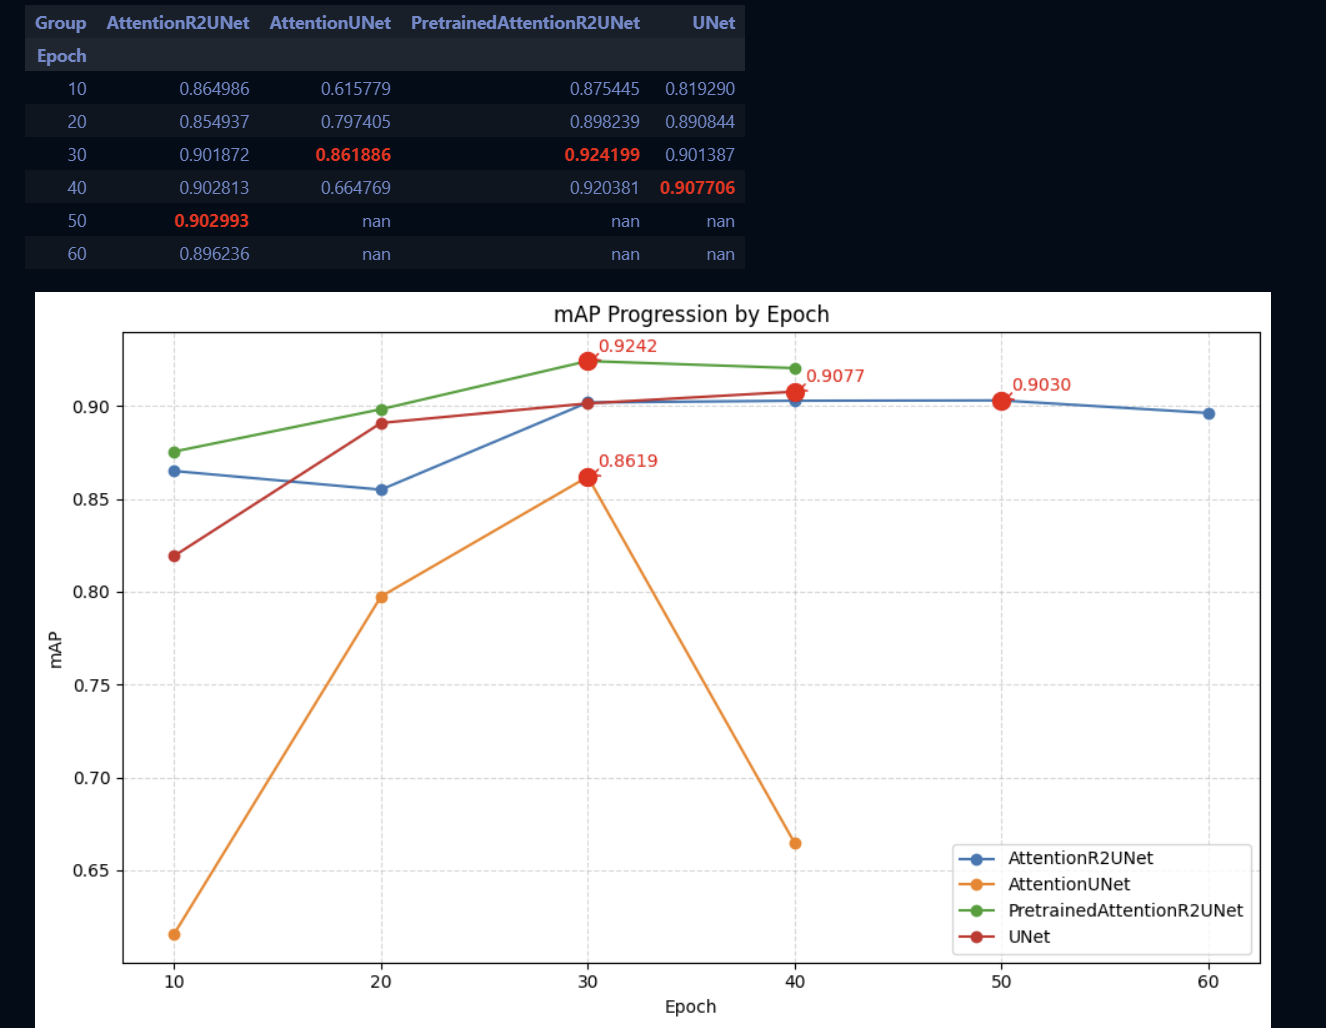 Group AttentionR2UNet AttentionUNet PretrainedAttentionR2UNet UNet
Epoch
10 0.864986 0.615779 0.875445 0.819290
20 0.854937 0.797405 0.898239 0.890844
30 0.901872 0.861886 0.924199 0.901387
40 0.902813 0.664769 0.920381 0.907706
50 0.902993 nan nan nan
60 0.896236 nan nan nan
mAP Progression by Epoch
0.9242
0.9077
0.9030
0.8619
0.90
0.85
0.80
0.75
0.70
0.65
mAP
AttentionR2UNet
AttentionUNet
PretrainedAttentionR2UNet
UNet
10 20 30 40 50 60
Epoch